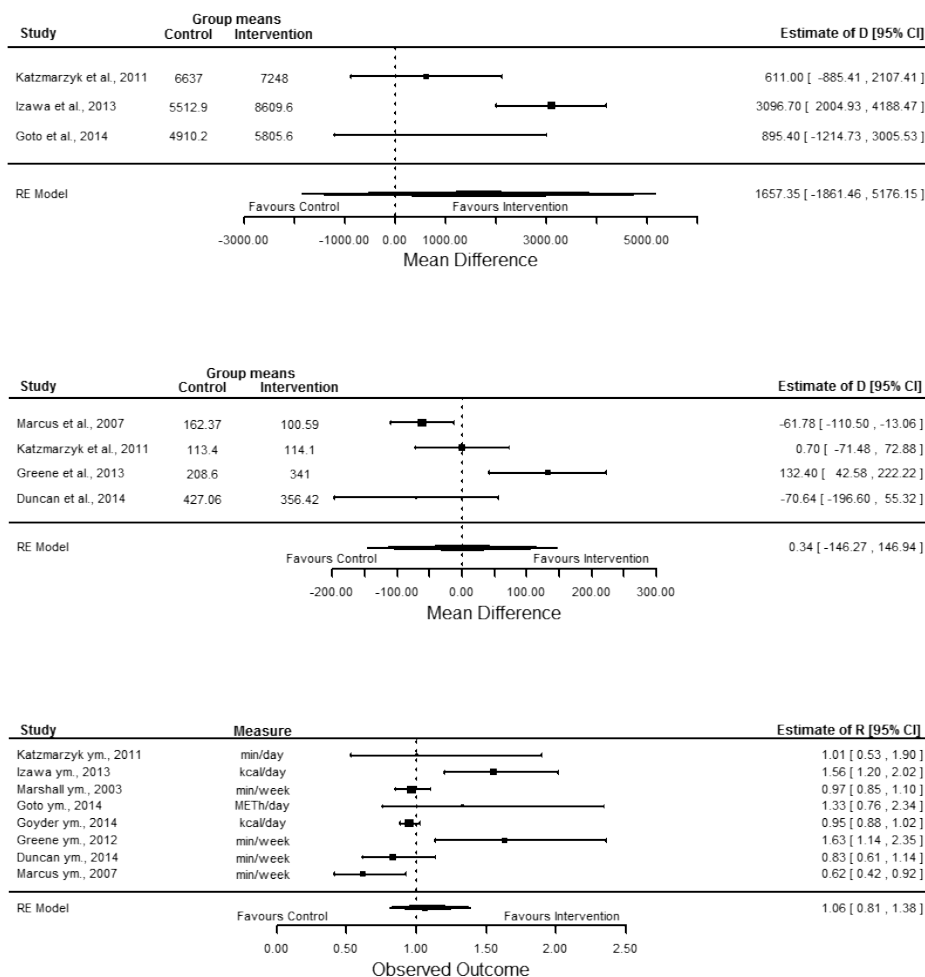 Group means
Study Control Intervention Estimate of D [95% CI]
Katzmarzyk et al., 2011 6637 7248 611.00 [ -885.41 , 2107.41]
Izawa et al., 2013 5512.9 8609.6 3096.70 [ 2004.93 , 4188.47]
Goto et al., 2014 4910.2 5805.6 895.40 [ -1214.73 , 3005.53]
RE Model 1657.35 [ -1861.46 , 5176.15]
Favours Control Favours Intervention
-3000.00 -1000.00 0.00 1000.00 3000.00 5000.00
Mean Difference
Group means
Study Control Intervention Estimate of D [95% CI]
Marcus et al., 2007 162.37 100.59 -61.78 [ -110.50 , -13.06]
Katzmarzyk et al., 2011 113.4 114.1 0.70 [ -71.48 , 72.88]
Greene et al., 2013 208.6 341 132.40 [ 42.58 , 222.22]
Duncan et al., 2014 427.06 356.42 -70.64 [ -196.60 , 55.32]
RE Model 0.34 [ -146.27 , 146.94]
Favours Control Favours Intervention
-200.00 -100.00 0.00 100.00 200.00 300.00
Mean Difference
Study Measure Estimate of R [95% CI]
Katzmarzyk ym., 2011 min/day 1.01 [ 0.53 , 1.90]
Izawa ym., 2013 kcal/day 1.56 [ 1.20 , 2.02]
Marshall ym., 2003 min/week 0.97 [ 0.85 , 1.10]
Goto ym., 2014 METh/day 1.33 [ 0.76 , 2.34]
Goyder ym., 2014 kcal/day 0.95 [ 0.88 , 1.02]
Greene ym., 2012 min/week 1.63 [ 1.14 , 2.35]
Duncan ym., 2014 min/week 0.83 [ 0.61 , 1.14]
Marcus ym., 2007 min/week 0.62 [ 0.42 , 0.92]
RE Model 1.06 [ 0.81 , 1.38]
Favours Control Favours Intervention
0.00 0.50 1.00 1.50 2.00 2.50
Observed Outcome